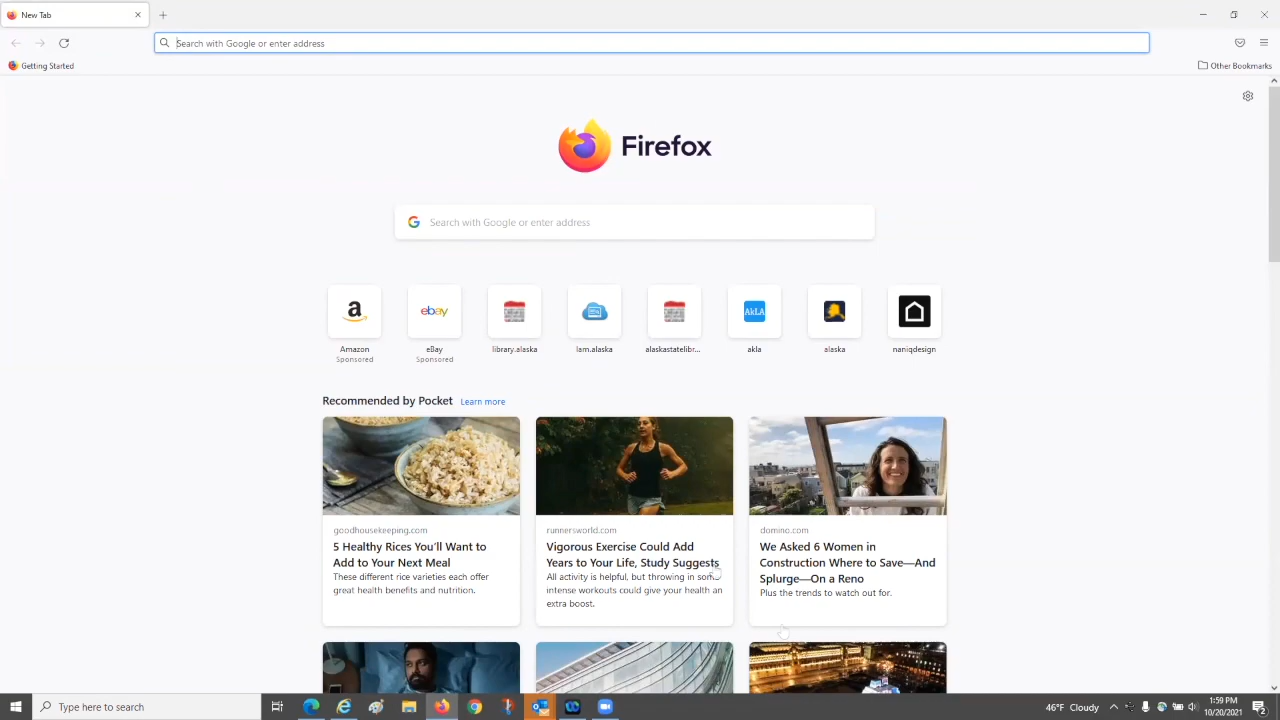 New Tab
Search with Google or enter address
Getting Started
Other Bookmarks
Firefox
Search with Google or enter address
a
ebay
AkLA
Amazon
Sponsored
eBay
Sponsored
library.alaska
lam.alaska
alaskastatelibr...
akla
alaska
naniqdesign
Recommended by Pocket Learn more
goodhousekeeping.com
5 Healthy Rices You'll Want to
Add to Your Next Meal
These different rice varieties each offer
great health benefits and nutrition.
runnersworld.com
Vigorous Exercise Could Add
Years to Your Life, Study Suggests
All activity is helpful, but throwing in some
intense workouts could give your health an
extra boost.
domino.com
We Asked 6 Women in
Construction Where to Save—And
Splurge—On a Reno
Plus the trends to watch out for.
Type here to search
46°F Cloudy
1:59 PM
10/20/2021
2